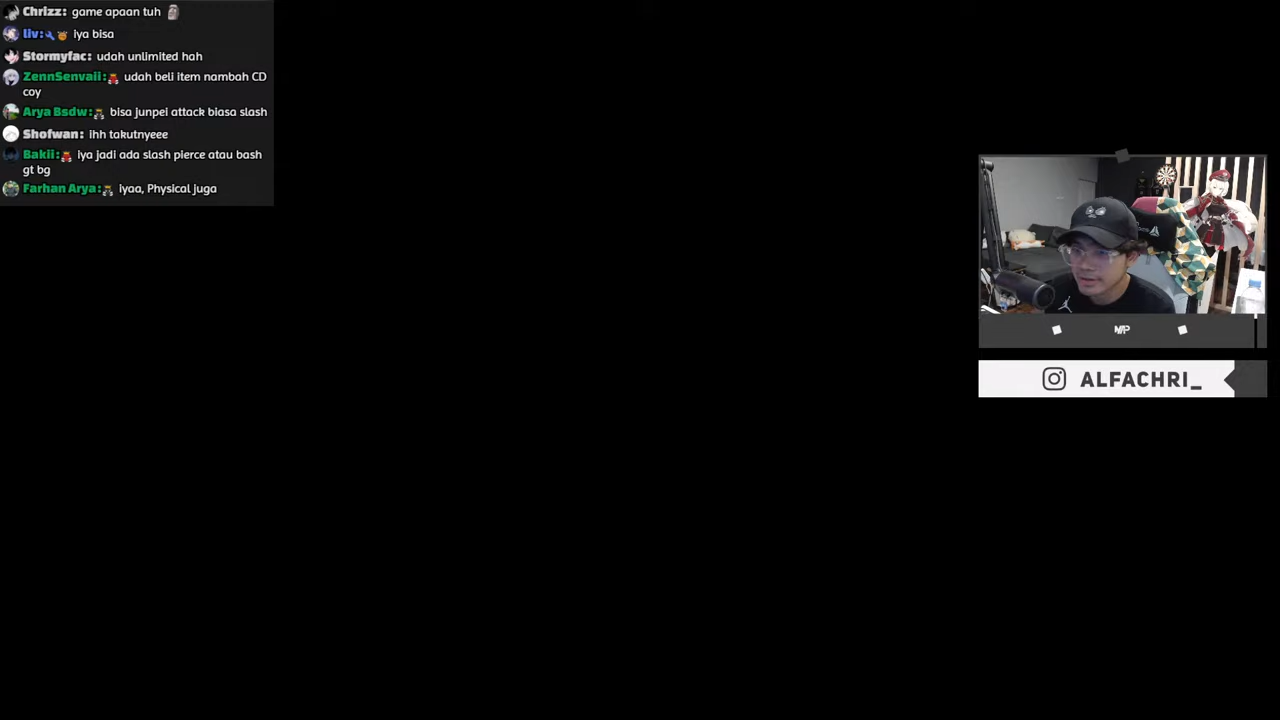 Chrizz: game apaan tuh
liv: iya bisa
Stormyfac: udah unlimited hah
ZennSenvaii: udah beli item nambah CD
coy
Arya Bsdw: bisa junpei attack biasa slash
Shofwan: ihh takutnyeee
Bakii: iya jadi ada slash pierce atau bash
gt bg
Farhan Arya: iyaa, Physical juga
ALFACHRI_